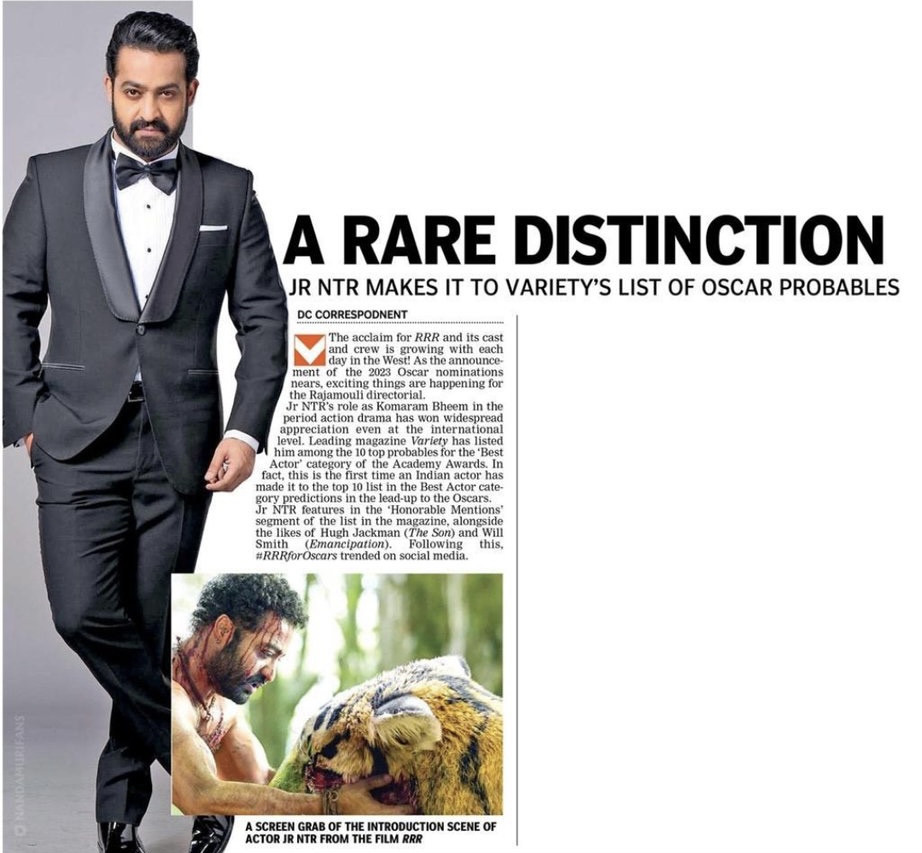 A RARE DISTINCTION
JR NTR MAKES IT TO VARIETY'S LIST OF OSCAR PROBABLES
DC CORRESPODNENT
The acclaim for RRR and its cast
and crew is growing with each
day in the West! As the announce-
ment of the 2023 Oscar nominations
nears, exciting things are happening for
the Rajamouli directorial.
Jr NTR's role as Komaram Bheem in the
period action drama has won widespread
appreciation even at the international
level. Leading magazine Variety has listed
him among the 10 top probables for the 'Best
Actor' category of the Academy Awards. In
fact, this is the first time an Indian actor has
made it to the top 10 list in the Best Actor cate-
gory predictions in the lead-up to the Oscars.
Jr NTR features in the 'Honorable Mentions'
segment of the list in the magazine, alongside
the likes of Hugh Jackman (The Son) and Will
Smith (Emancipation). Following this,
#RRRforOscars trended on social media.
A SCREEN GRAB OF THE INTRODUCTION SCENE OF
ACTOR JR NTR FROM THE FILM RRR
NANDAMURIFANS